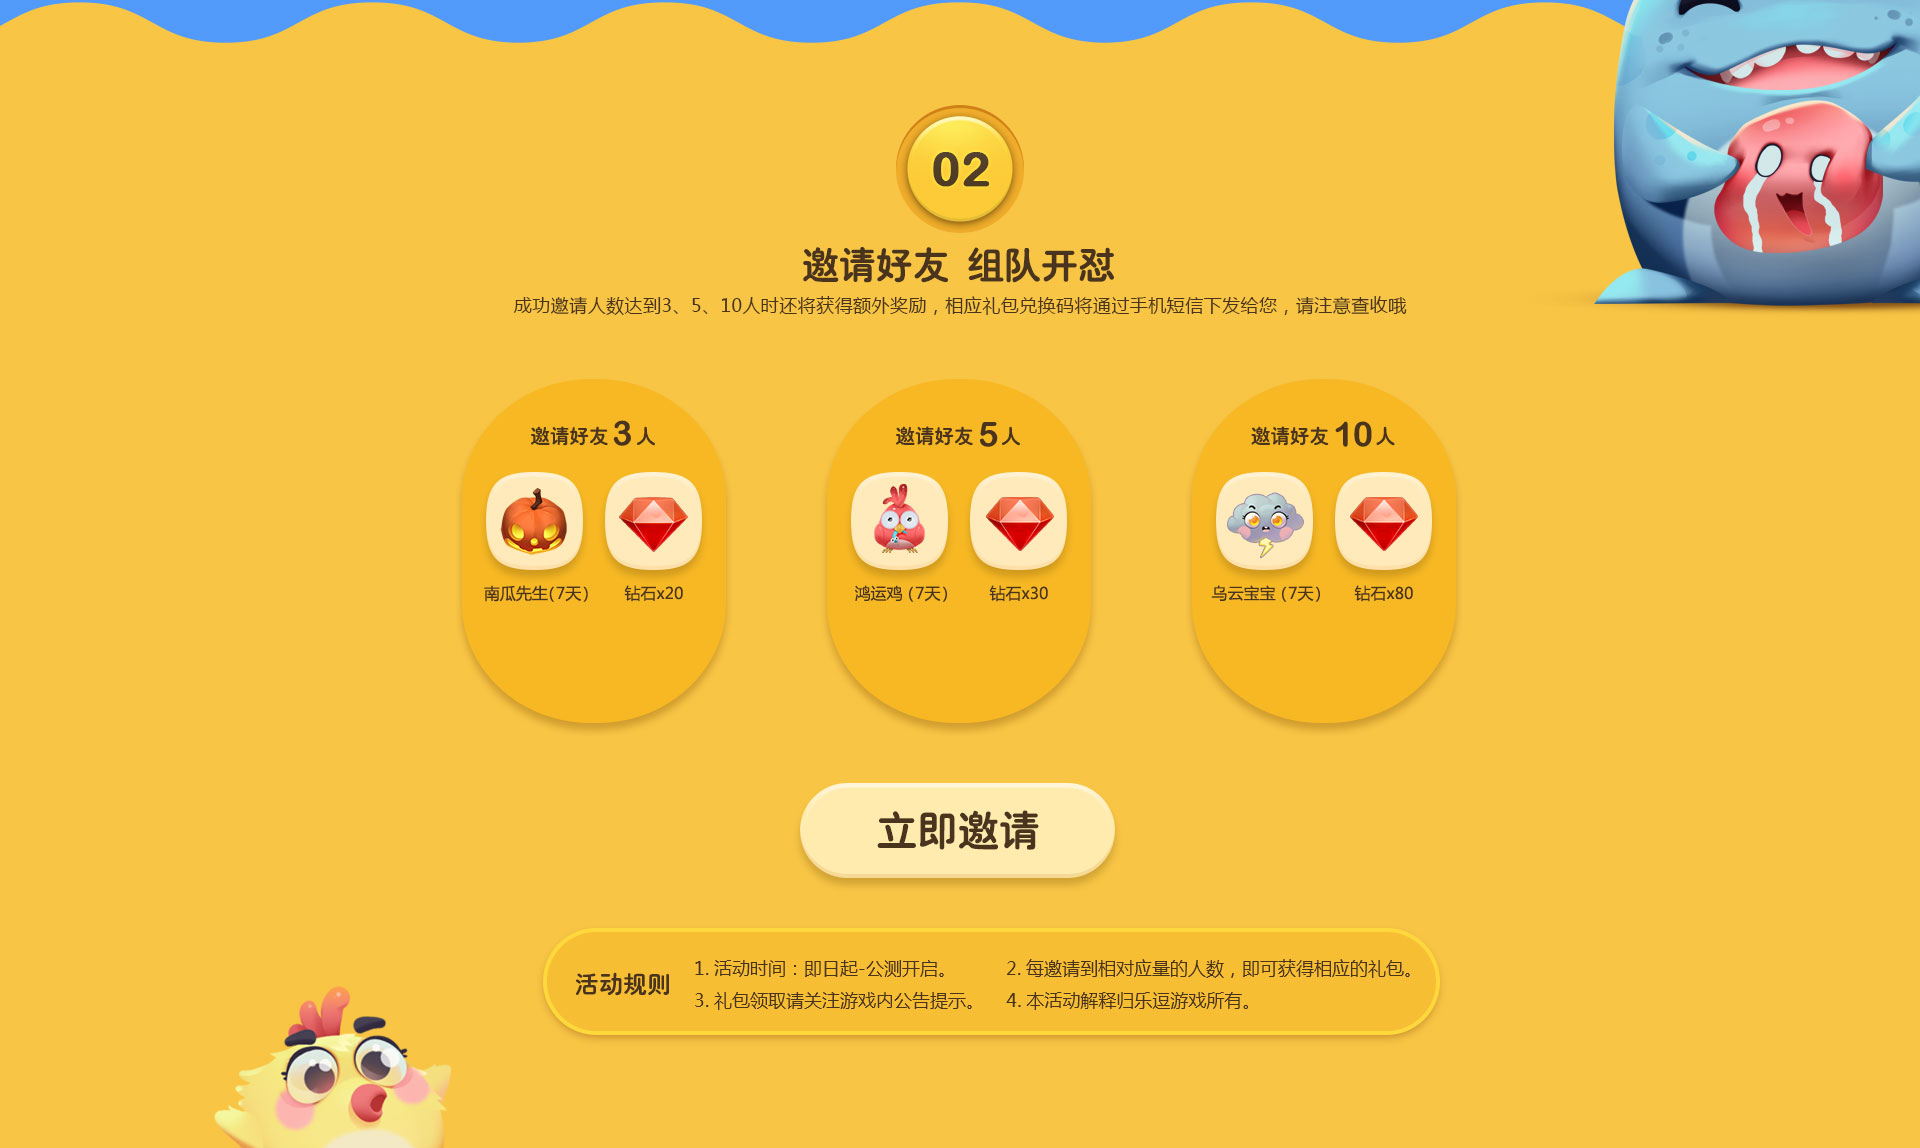 02
邀请好友 组队开怼
成功邀请人数达到3、5、10人时还将获得额外奖励，相应礼包兑换码将通过手机短信下发给您，请注意查收哦
邀请好友 3 人
南瓜先生(7天)
钻石x20
邀请好友 5 人
鸿运鸡 (7天)
钻石x30
邀请好友 10 人
乌云宝宝 (7天)
钻石x80
立即邀请
活动规则
1. 活动时间：即日起-公测开启。
2. 每邀请到相对应量的人数，即可获得相应的礼包。
3. 礼包领取请关注游戏内公告提示。
4. 本活动解释归乐逗游戏所有。